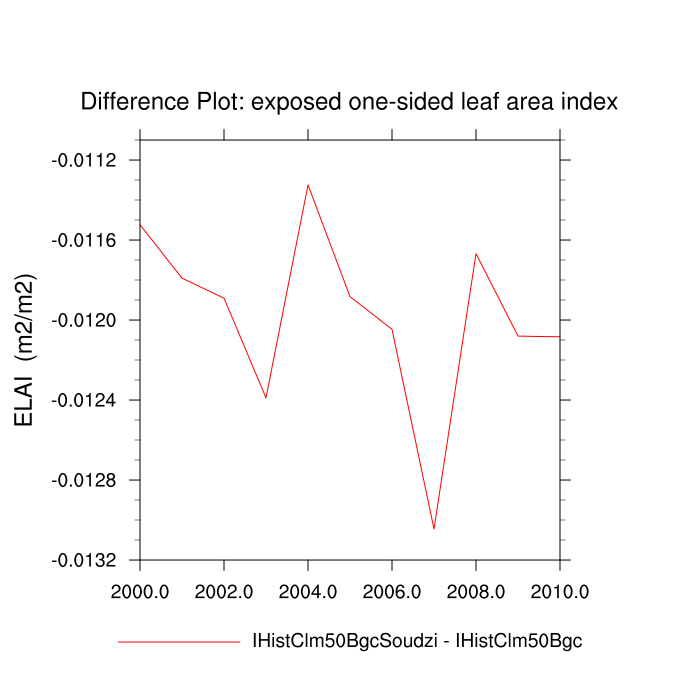 Difference Plot: exposed one-sided leaf area index
ELAI (m2/m2)
-0.0112
-0.0116
-0.0120
-0.0124
-0.0128
-0.0132
2000.0 2002.0 2004.0 2006.0 2008.0 2010.0
IHistClm50BgcSoudzi - IHistClm50Bgc